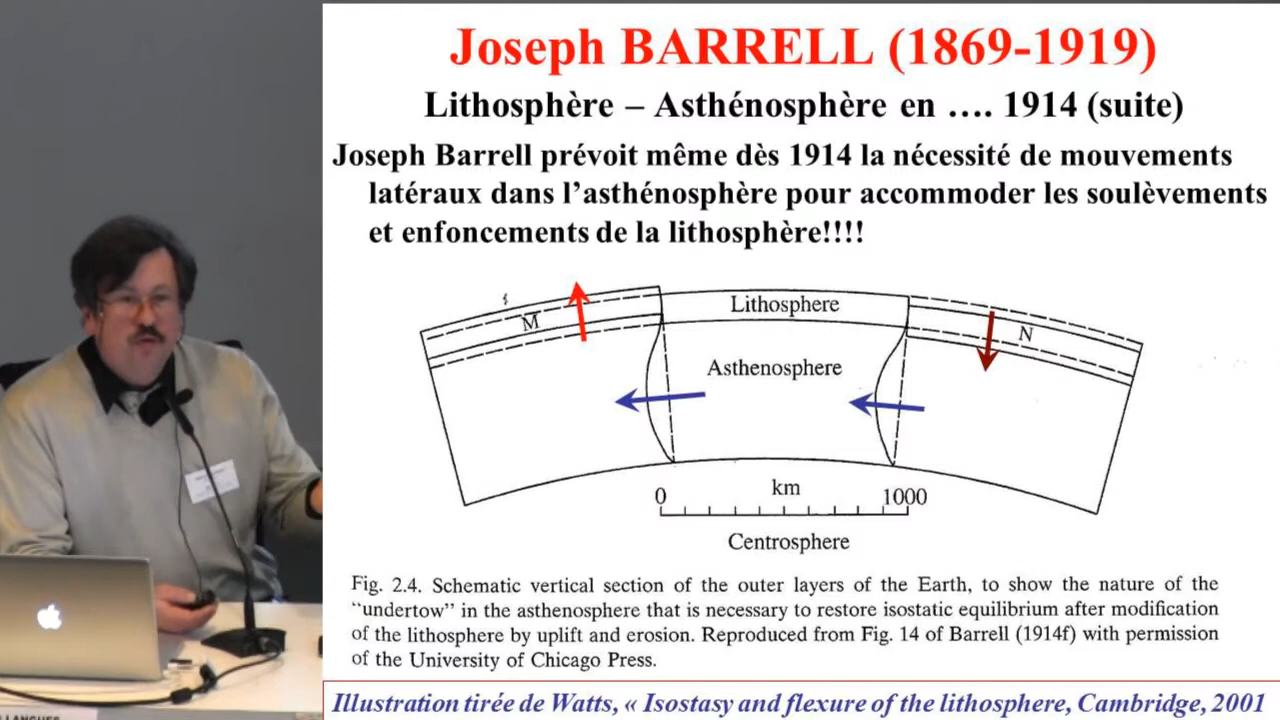 Joseph BARRELL (1869-1919)
Lithosphère – Asthénosphère en …. 1914 (suite)
Joseph Barrell prévoit même dès 1914 la nécessité de mouvements
latéraux dans l’asthénosphère pour accommoder les soulèvements
et enfoncements de la lithosphère!!!!
M
Lithosphere
N
Asthenosphere
0 km 1000
Centrosphere
Fig. 2.4. Schematic vertical section of the outer layers of the Earth, to show the nature of the
“undertow” in the asthenosphere that is necessary to restore isostatic equilibrium after modification
of the lithosphere by uplift and erosion. Reproduced from Fig. 14 of Barrell (1914f) with permission
of the University of Chicago Press.
Illustration tirée de Watts, « Isostasy and flexure of the lithosphere, Cambridge, 2001